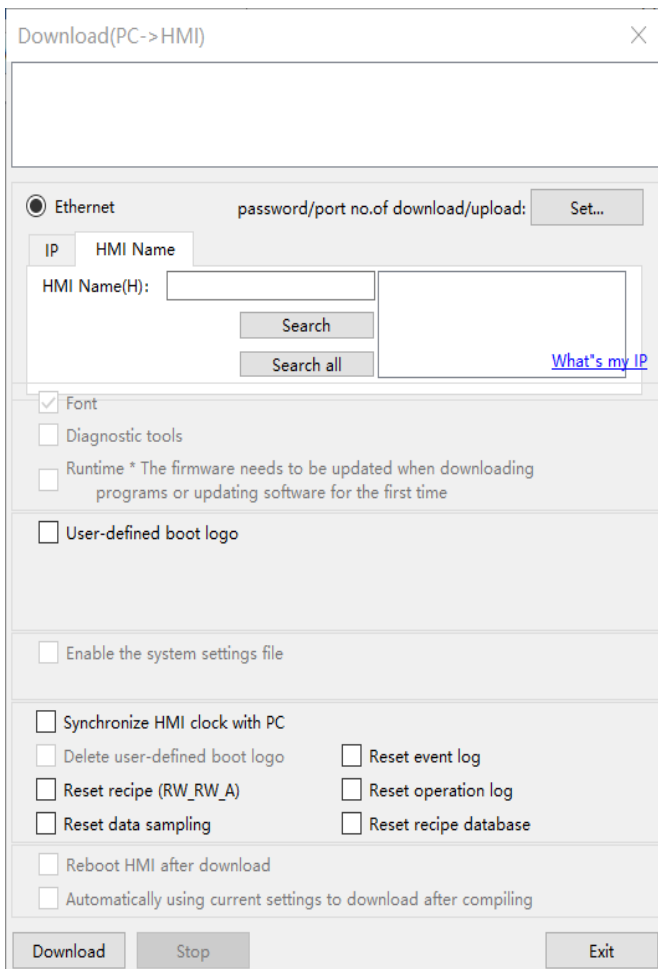 Download(PC->HMI)
Ethernet password/port no.of download/upload: Set...
IP HMI Name
HMI Name(H):
Search
Search all What"s my IP
Font
Diagnostic tools
Runtime * The firmware needs to be updated when downloading
programs or updating software for the first time
User-defined boot logo
Enable the system settings file
Synchronize HMI clock with PC
Delete user-defined boot logo Reset event log
Reset recipe (RW_RW_A) Reset operation log
Reset data sampling Reset recipe database
Reboot HMI after download
Automatically using current settings to download after compiling
Download Stop Exit